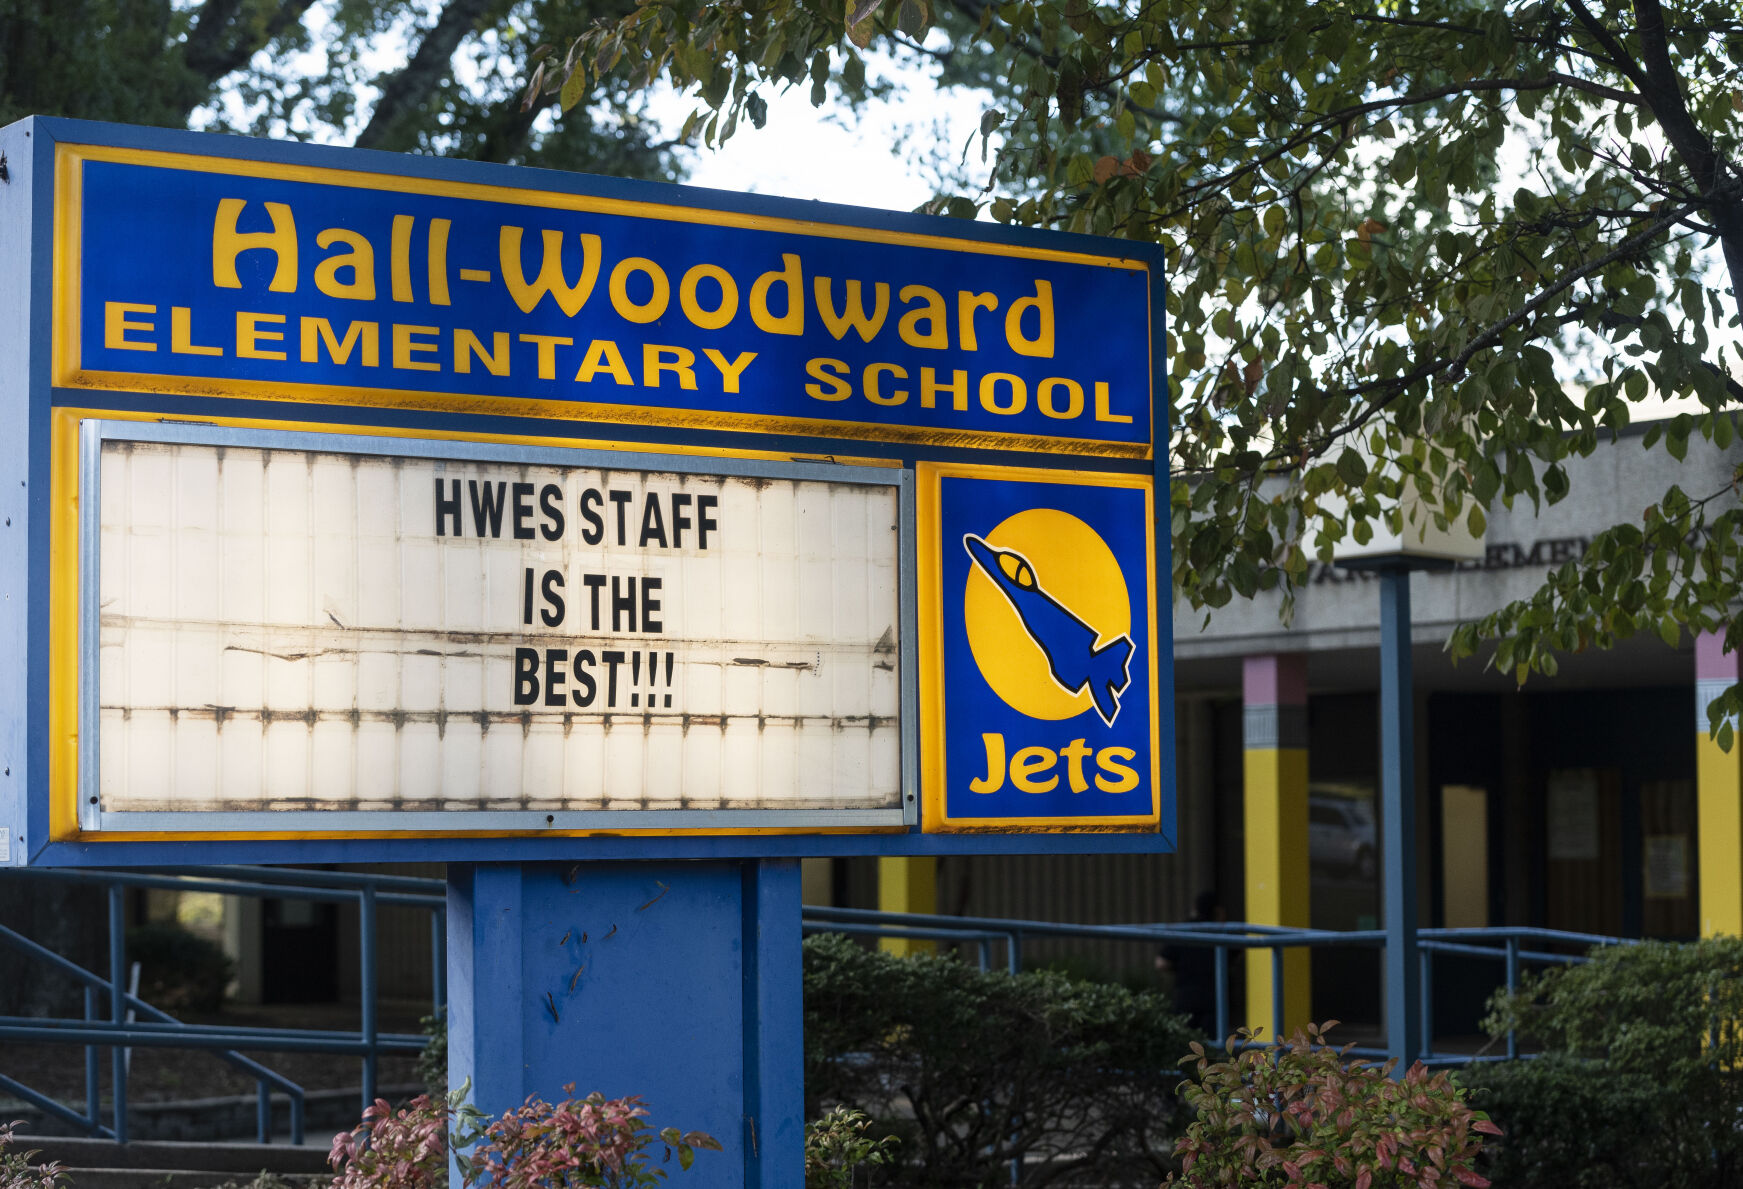 Hall-Woodward
ELEMENTARY SCHOOL
HWES STAFF
IS THE
BEST!!!
Jets